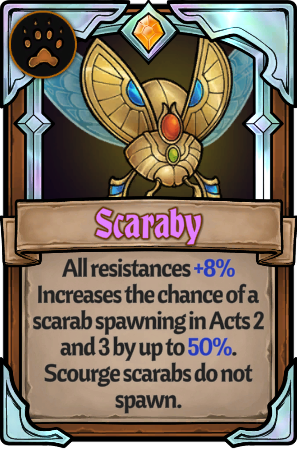 Scaraby
All resistances +8%
Increases the chance of a
scarab spawning in Acts 2
and 3 by up to 50%.
Scourge scarabs do not
spawn.